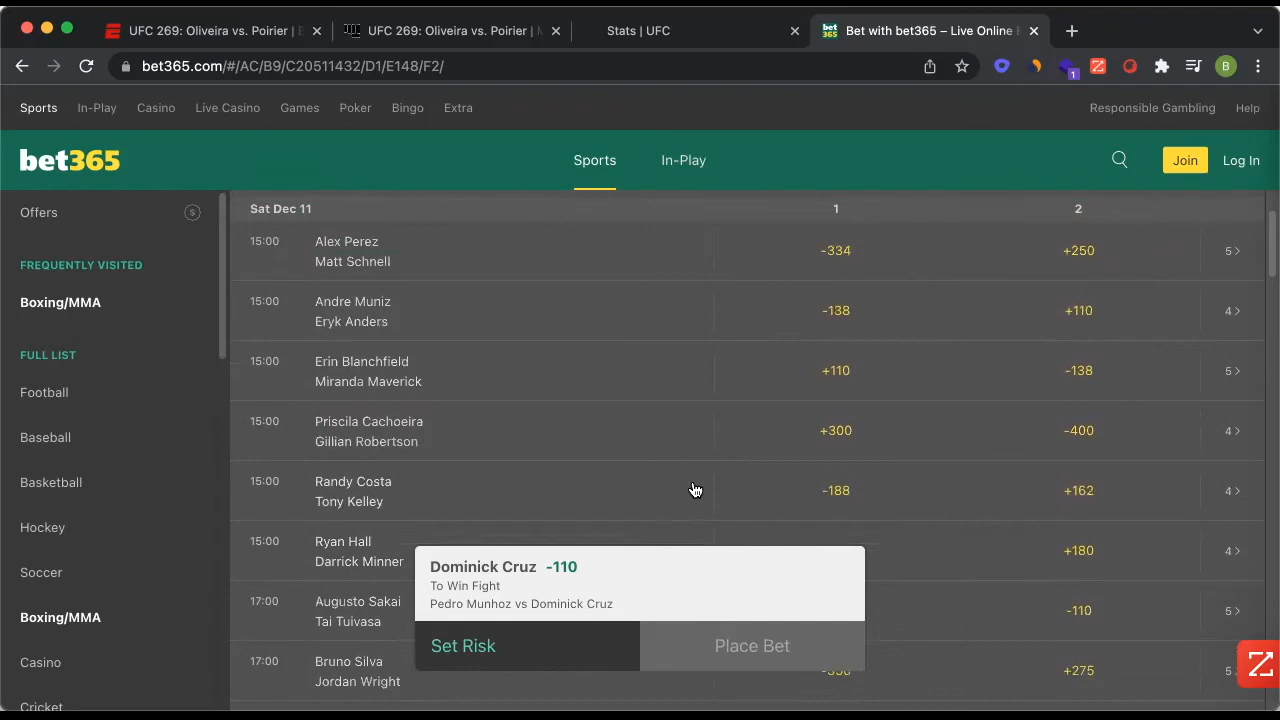 UFC 269: Oliveira vs. Poirier | E
UFC 269: Oliveira vs. Poirier | M
Stats | UFC
Bet with bet365 – Live Online B
bet365.com/#/AC/B9/C20511432/D1/E148/F2/
1
B
Sports In-Play Casino Live Casino Games Poker Bingo Extra Responsible Gambling Help
bet365 Sports In-Play Join Log In
Offers
FREQUENTLY VISITED
Boxing/MMA
FULL LIST
Football
Baseball
Basketball
Hockey
Soccer
Boxing/MMA
Casino
Cricket
Sat Dec 11 1 2
15:00 Alex Perez -334 +250 5
Matt Schnell
15:00 Andre Muniz -138 +110 4
Eryk Anders
15:00 Erin Blanchfield +110 -138 5
Miranda Maverick
15:00 Priscila Cachoeira +300 -400 4
Gillian Robertson
15:00 Randy Costa -188 +162 4
Tony Kelley
15:00 Ryan Hall +180 4
Darrick Minner
17:00 Augusto Sakai -110 5
Tai Tuivasa
17:00 Bruno Silva +275 5
Jordan Wright
Dominick Cruz -110
To Win Fight
Pedro Munhoz vs Dominick Cruz
Set Risk Place Bet